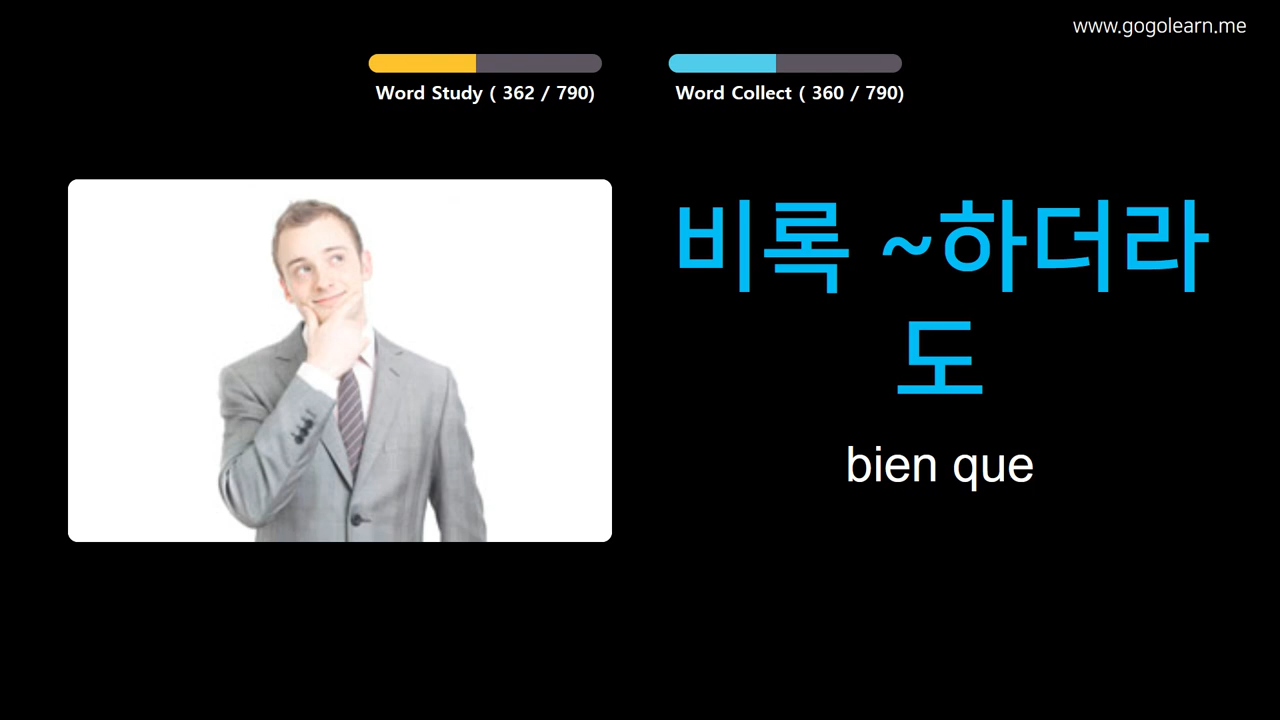 www.gogolearn.me
Word Study ( 362 / 790)
Word Collect ( 360 / 790)
비록 ~하더라
도
bien que